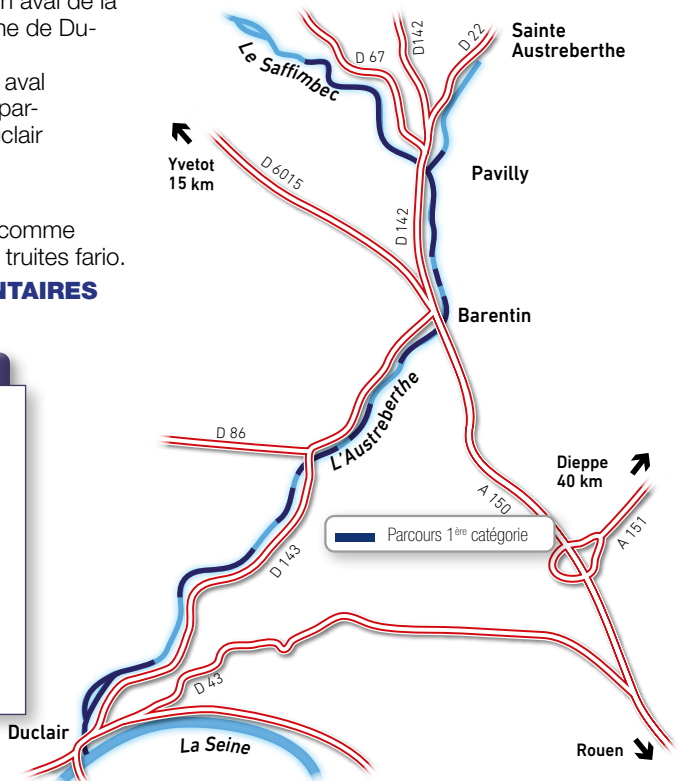 n aval de la
ne de Du-
aval
par-
uclair
comme
truites fario.
NTAIRES
Le Saffimbec
D 67
D142
D 22
Sainte
Austreberthe
Yvetot
15 km
D 6015
Pavilly
D 142
Barentin
L'Austreberthe
D 86
Dieppe
40 km
A 150
A 151
Parcours 1ère catégorie
D 143
D 43
Duclair
La Seine
Rouen